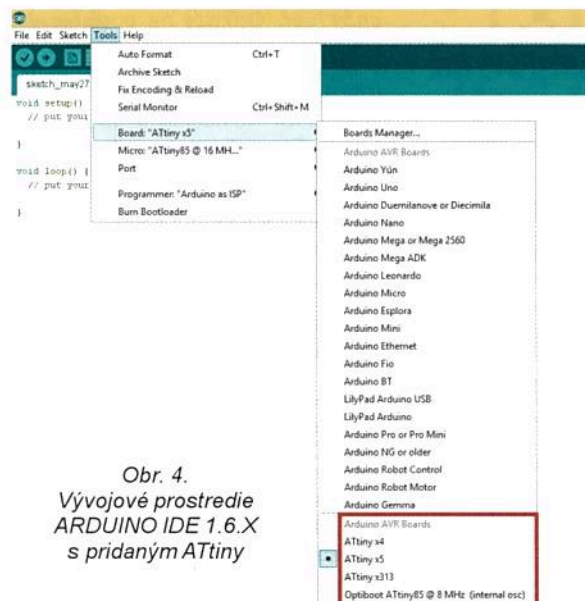 File Edit Sketch Tools Help
Auto Format Ctrl+T
Archive Sketch
sketch_may27
Fix Encoding & Reload
void setup()
Serial Monitor Ctrl+Shift+M
// put your
Board: "ATtiny x5"
}
Micro: "ATtiny85 @ 16 MH..."
void loop() {
Port
// put your
Programmer: "Arduino as ISP"
}
Burn Bootloader
Boards Manager...
Arduino AVR Boards
Arduino Yún
Arduino Uno
Arduino Duemilanove or Diecimila
Arduino Nano
Arduino Mega or Mega 2560
Arduino Mega ADK
Arduino Leonardo
Arduino Micro
Arduino Esplora
Arduino Mini
Arduino Ethernet
Arduino Fio
Arduino BT
LilyPad Arduino USB
LilyPad Arduino
Arduino Pro or Pro Mini
Arduino NG or older
Arduino Robot Control
Arduino Robot Motor
Arduino Gemma
Arduino AVR Boards
ATtiny x4
ATtiny x5
ATtiny x313
Optiboot ATtiny85 @ 8 MHz (internal osc)
Obr. 4.
Vývojové prostredie
ARDUINO IDE 1.6.X
s pridaným ATtiny